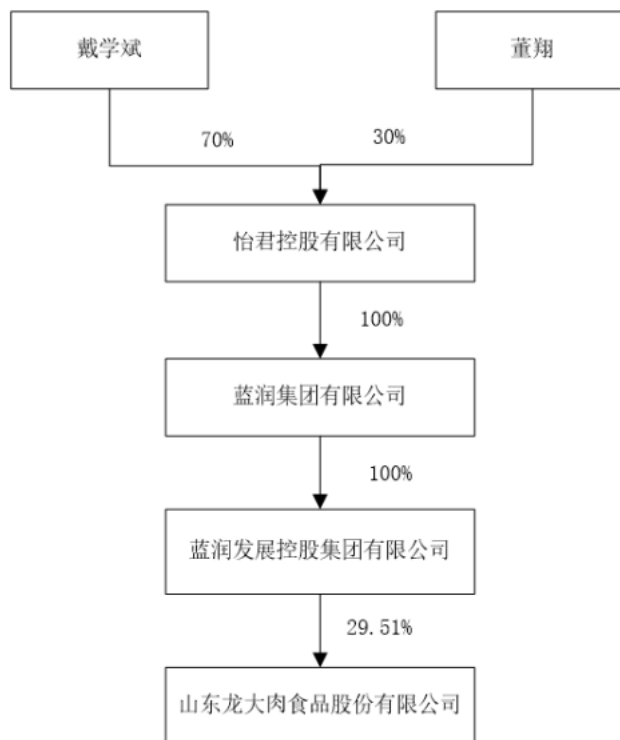 戴学斌
董翔
70%
30%
怡君控股有限公司
100%
蓝润集团有限公司
100%
蓝润发展控股集团有限公司
29.51%
山东龙大肉食品股份有限公司